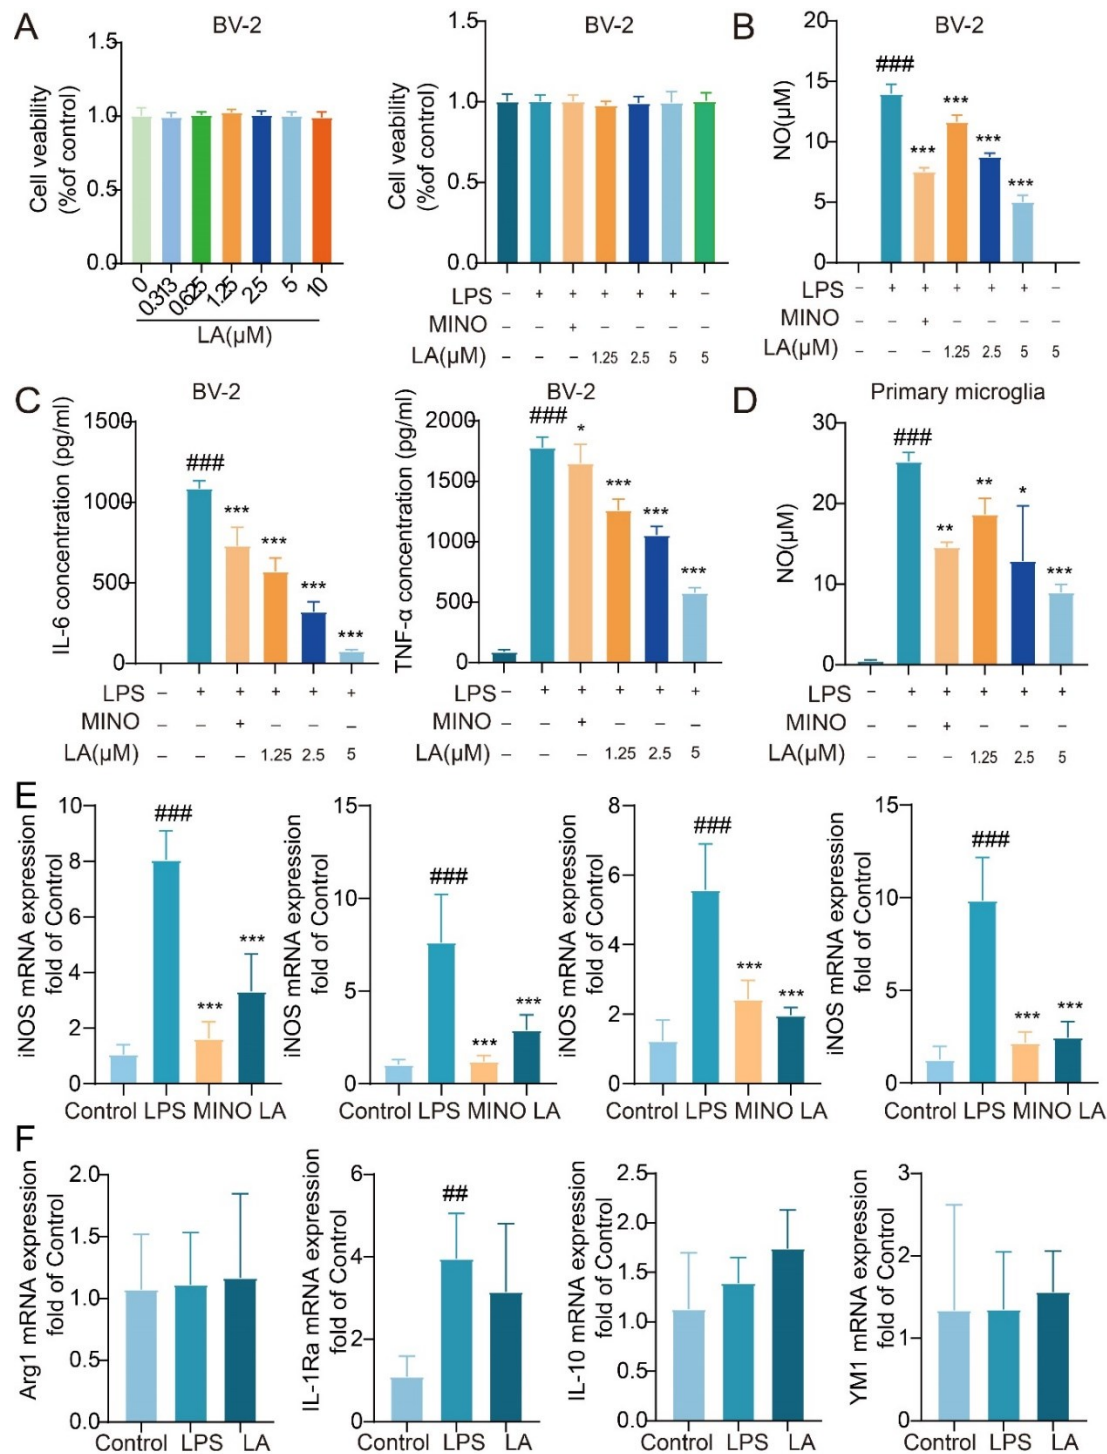 A
BV-2
Cell veability
(%of control)
1.5
1.0
0.5
0.0
0
0.313
0.625
1.25
2.5
5
10
LA(μM)
BV-2
Cell veability
(%of control)
1.5
1.0
0.5
0.0
LPS – + + + + + –
MINO – – + – – – –
LA(μM) – – – 1.25 2.5 5 5
B
BV-2
NO(μM)
20
15
10
5
0
###
***
***
***
***
LPS – + + + + + –
MINO – – + – – – –
LA(μM) – – – 1.25 2.5 5 5
C
BV-2
IL-6 concentration (pg/ml)
1500
1000
500
0
###
***
***
***
***
LPS – + + + + +
MINO – – + – – –
LA(μM) – – – 1.25 2.5 5
BV-2
TNF-α concentration (pg/ml)
2000
1500
1000
500
0
###
*
***
***
***
LPS – + + + + +
MINO – – + – – –
LA(μM) – – – 1.25 2.5 5
D
Primary microglia
NO(μM)
30
20
10
0
###
**
**
*
***
LPS – + + + + +
MINO – – + – – –
LA(μM) – – – 1.25 2.5 5
E
iNOS mRNA expression
fold of Control
10
8
6
4
2
0
###
***
***
Control LPS MINO LA
iNOS mRNA expression
fold of Control
15
10
5
0
###
***
***
Control LPS MINO LA
iNOS mRNA expression
fold of Control
8
6
4
2
0
###
***
***
Control LPS MINO LA
iNOS mRNA expression
fold of Control
15
10
5
0
###
***
***
Control LPS MINO LA
F
Arg1 mRNA expression
fold of Control
2.0
1.5
1.0
0.5
0.0
Control LPS LA
IL-1Ra mRNA expression
fold of Control
6
4
2
0
##
Control LPS LA
IL-10 mRNA expression
fold of Control
2.5
2.0
1.5
1.0
0.5
0.0
Control LPS LA
YM1 mRNA expression
fold of Control
3
2
1
0
Control LPS LA